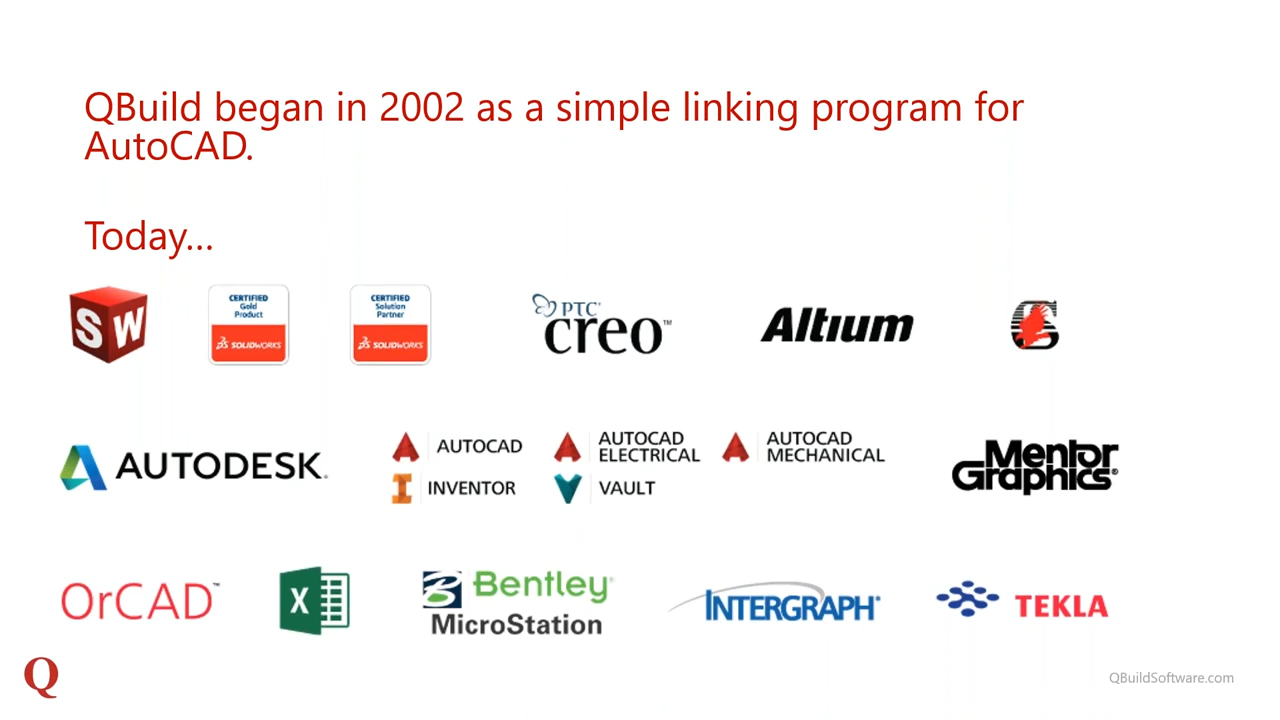 QBuild began in 2002 as a simple linking program for
AutoCAD.
Today...
SW
CERTIFIED
Gold
Product
SOLIDWORKS
CERTIFIED
Solution
Partner
SOLIDWORKS
PTC®
creo™
Altium
AUTODESK®
AUTOCAD
AUTOCAD
ELECTRICAL
AUTOCAD
MECHANICAL
INVENTOR
VAULT
Mentor
Graphics®
OrCAD™
X
Bentley®
MicroStation
INTERGRAPH®
TEKLA
Q
QBuildSoftware.com